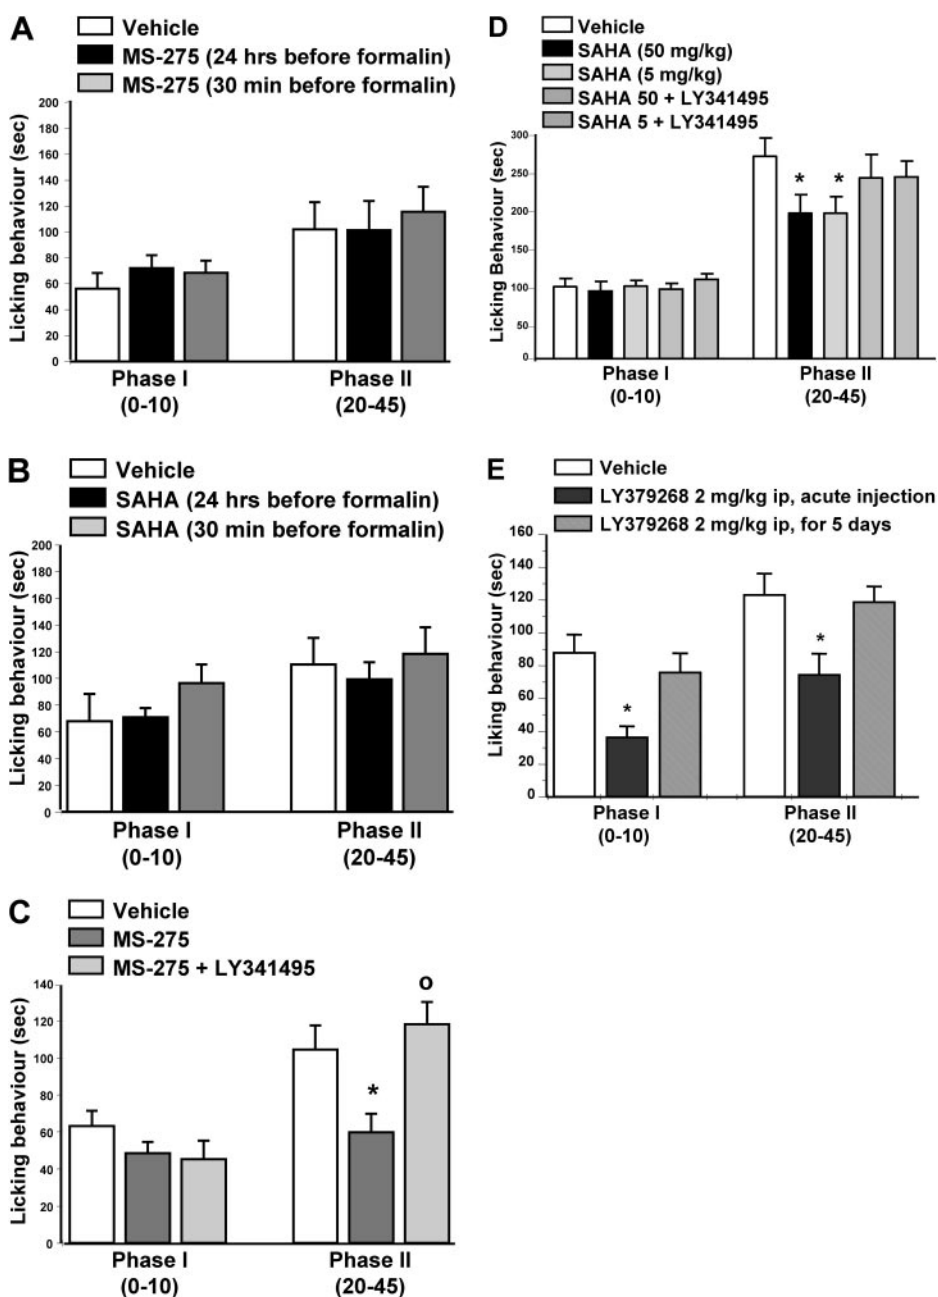 A
Vehicle
MS-275 (24 hrs before formalin)
MS-275 (30 min before formalin)
Licking behaviour (sec)
200
180
160
140
120
100
80
60
40
20
0
Phase I
(0-10)
Phase II
(20-45)
B
Vehicle
SAHA (24 hrs before formalin)
SAHA (30 min before formalin)
Licking behaviour (sec)
200
180
160
140
120
100
80
60
40
20
0
Phase I
(0-10)
Phase II
(20-45)
C
Vehicle
MS-275
MS-275 + LY341495
Licking behaviour (sec)
140
120
100
80
60
40
20
0
*
o
Phase I
(0-10)
Phase II
(20-45)
D
Vehicle
SAHA (50 mg/kg)
SAHA (5 mg/kg)
SAHA 50 + LY341495
SAHA 5 + LY341495
Licking Behaviour (sec)
300
250
200
150
100
50
0
* *
Phase I
(0-10)
Phase II
(20-45)
E
Vehicle
LY379268 2 mg/kg ip, acute injection
LY379268 2 mg/kg ip, for 5 days
Liking behaviour (sec)
160
140
120
100
80
60
40
20
0
*
*
Phase I
(0-10)
Phase II
(20-45)